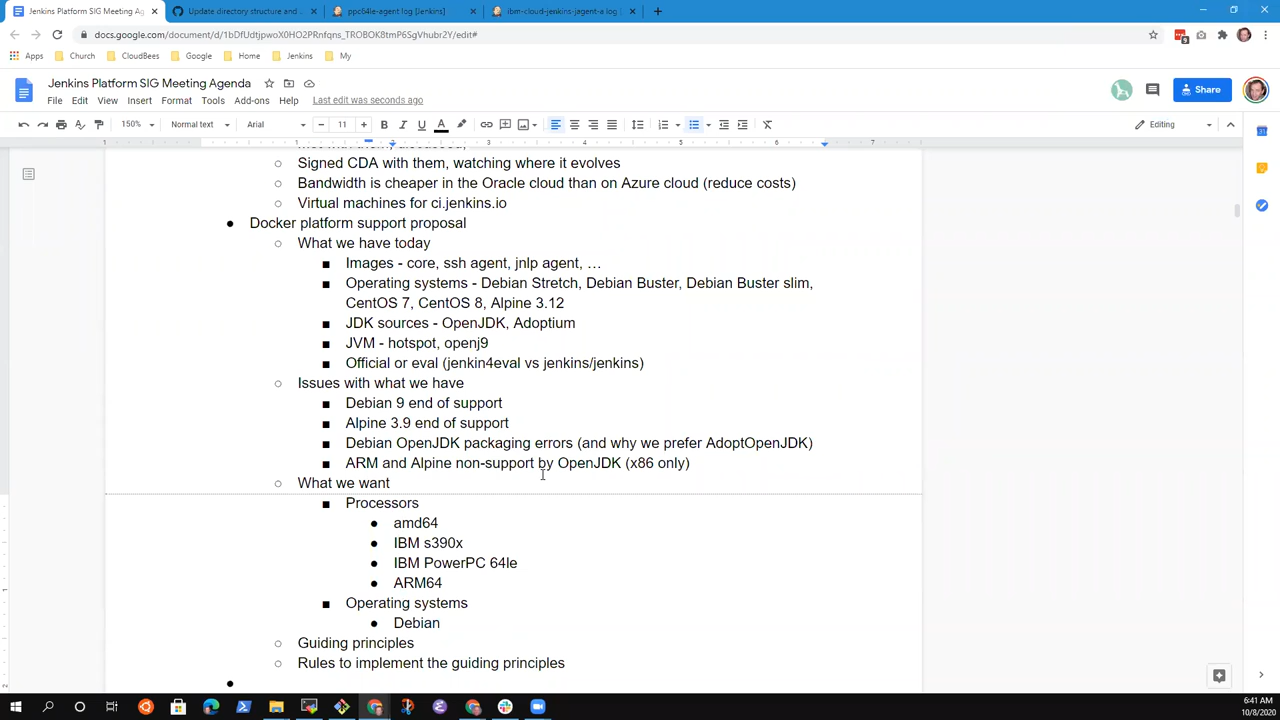 Jenkins Platform SIG Meeting Ag
Update directory structure and
ppc64le-agent log [Jenkins]
ibm-cloud-jenkins-jagent-a log [
docs.google.com/document/d/1bDfUdtjpwoX0HO2PRnfqns_TROBOK8tmP6SgVhubr2Y/edit#
Apps
Church
CloudBees
Google
Home
Jenkins
My
Jenkins Platform SIG Meeting Agenda
File Edit View Insert Format Tools Add-ons Help Last edit was seconds ago
Share
150% Normal text Arial 11 Editing
1 1 2 3 4 5 6 7
Signed CDA with them, watching where it evolves
Bandwidth is cheaper in the Oracle cloud than on Azure cloud (reduce costs)
Virtual machines for ci.jenkins.io
Docker platform support proposal
What we have today
Images - core, ssh agent, jnlp agent, …
Operating systems - Debian Stretch, Debian Buster, Debian Buster slim,
CentOS 7, CentOS 8, Alpine 3.12
JDK sources - OpenJDK, Adoptium
JVM - hotspot, openj9
Official or eval (jenkin4eval vs jenkins/jenkins)
Issues with what we have
Debian 9 end of support
Alpine 3.9 end of support
Debian OpenJDK packaging errors (and why we prefer AdoptOpenJDK)
ARM and Alpine non-support by OpenJDK (x86 only)
What we want
Processors
amd64
IBM s390x
IBM PowerPC 64le
ARM64
Operating systems
Debian
Guiding principles
Rules to implement the guiding principles
6:41 AM
10/8/2020